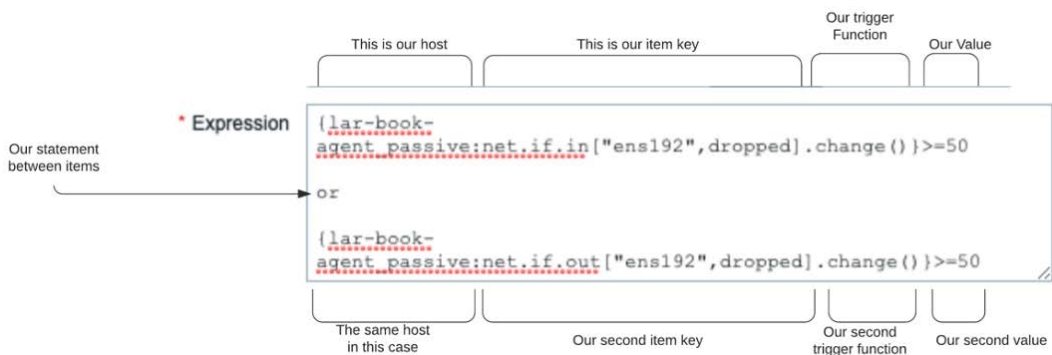 Our trigger
Function
This is our host
This is our item key
Our Value
* Expression
{lar-book-
agent_passive:net.if.in["ens192",dropped].change()}>=50
Our statement
between items
or
{lar-book-
agent_passive:net.if.out["ens192",dropped].change()}>=50
The same host
in this case
Our second item key
Our second
trigger function
Our second value